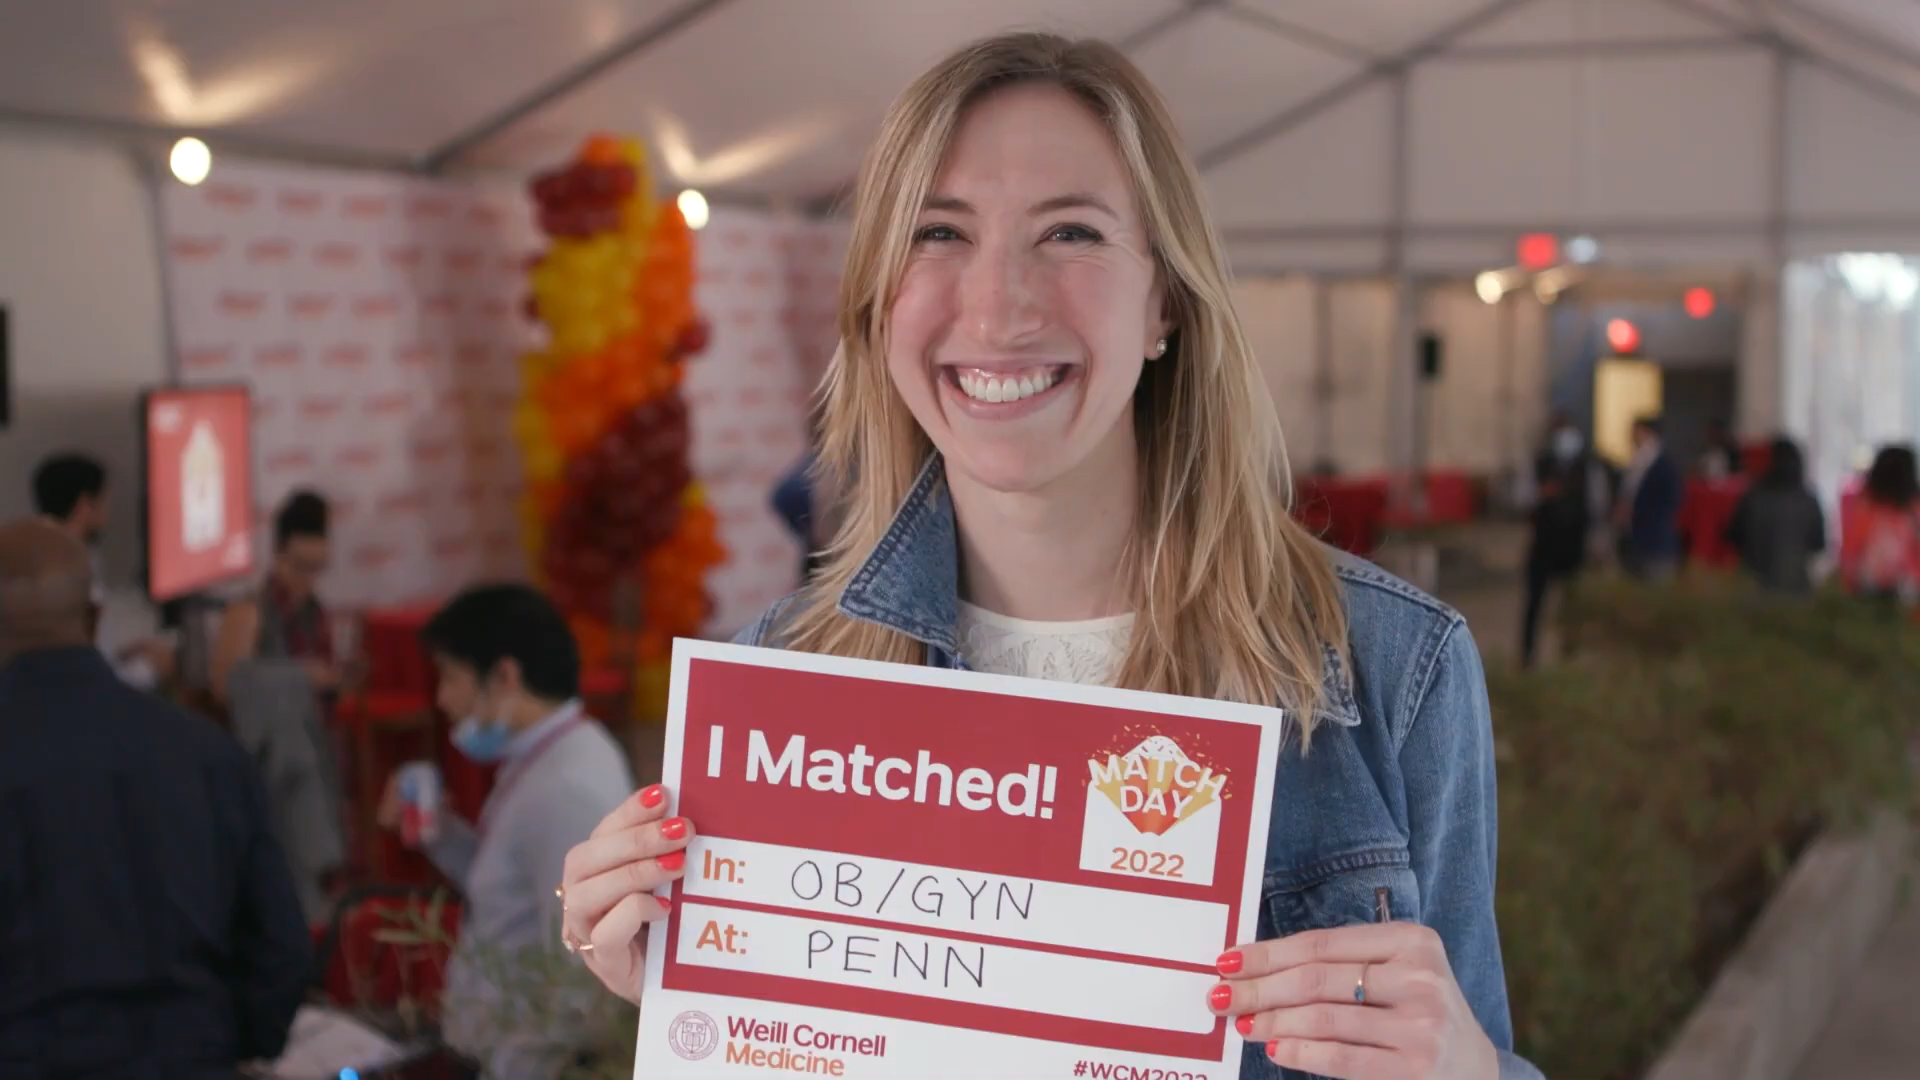 I Matched!
MATCH
DAY
2022
In: OB/GYN
At: PENN
Weill Cornell
Medicine
#WCM2022